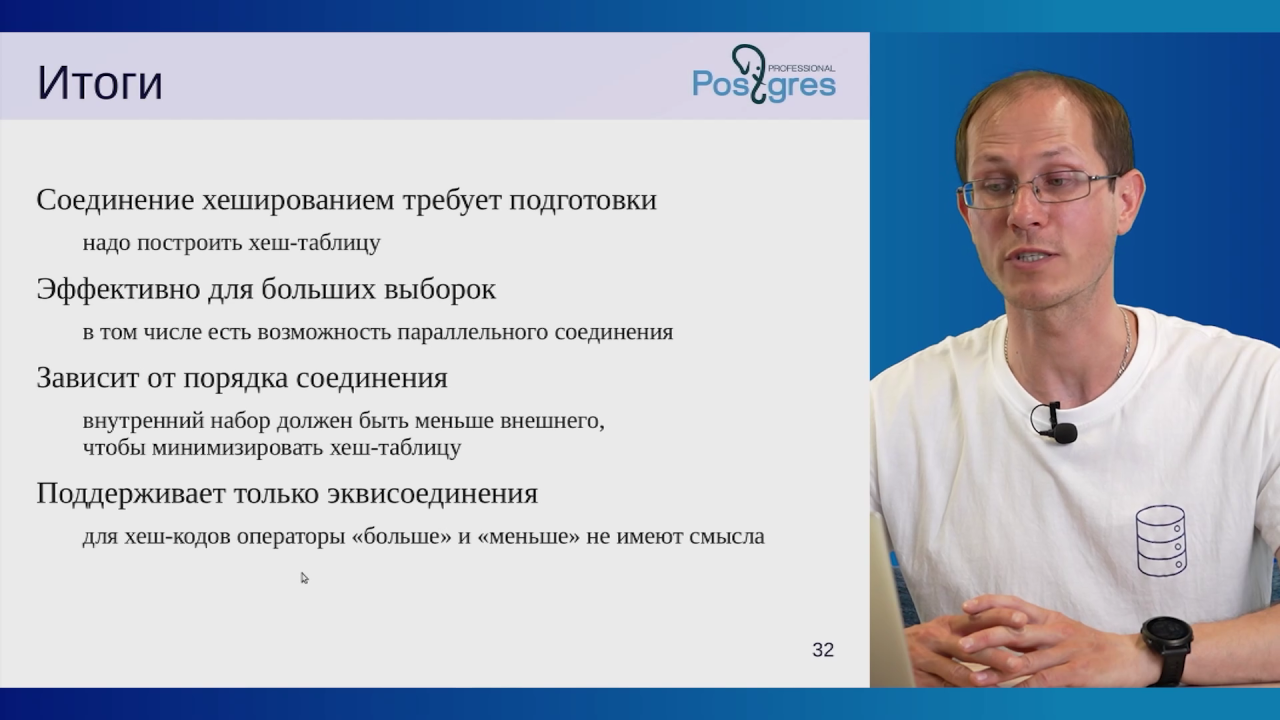 Итоги
PROFESSIONAL
Postgres
Соединение хешированием требует подготовки
надо построить хеш-таблицу
Эффективно для больших выборок
в том числе есть возможность параллельного соединения
Зависит от порядка соединения
внутренний набор должен быть меньше внешнего,
чтобы минимизировать хеш-таблицу
Поддерживает только эквисоединения
для хеш-кодов операторы «больше» и «меньше» не имеют смысла
32